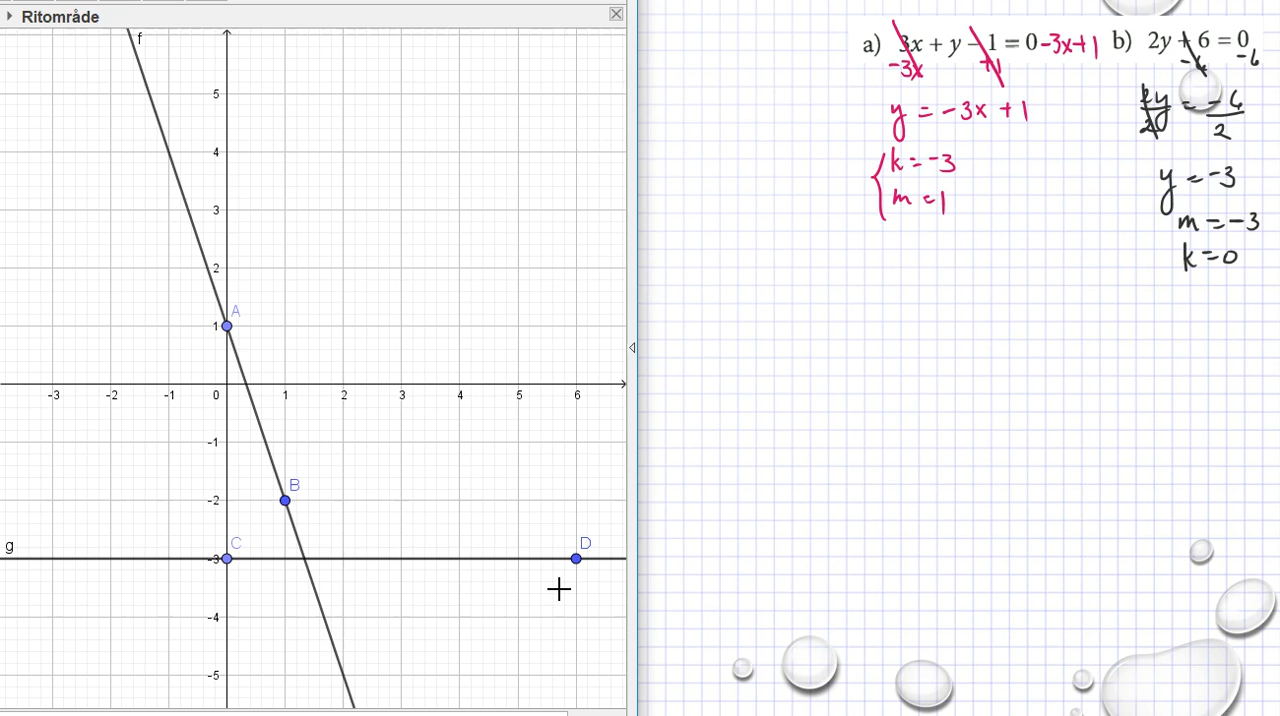 Ritområde
f
5
4
3
2
1
A
-3 -2 -1 0 1 2 3 4 5 6
-1
-2
B
g
C
D
-3
-4
-5
a) 3x + y − 1 = 0 -3x+1
-3x +1
y = -3x + 1
k = -3
m = 1
b) 2y + 6 = 0
-6 -6
2y/2 = -6/2
y = -3
m = -3
k = 0